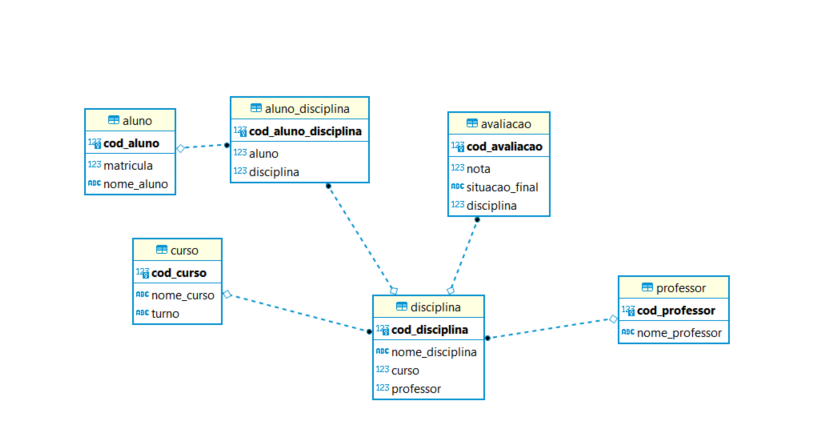 aluno
123 cod_aluno
123 matricula
ABC nome_aluno
aluno_disciplina
123 cod_aluno_disciplina
123 aluno
123 disciplina
avaliacao
123 cod_avaliacao
123 nota
ABC situacao_final
123 disciplina
curso
123 cod_curso
ABC nome_curso
ABC turno
disciplina
123 cod_disciplina
ABC nome_disciplina
123 curso
123 professor
professor
123 cod_professor
ABC nome_professor